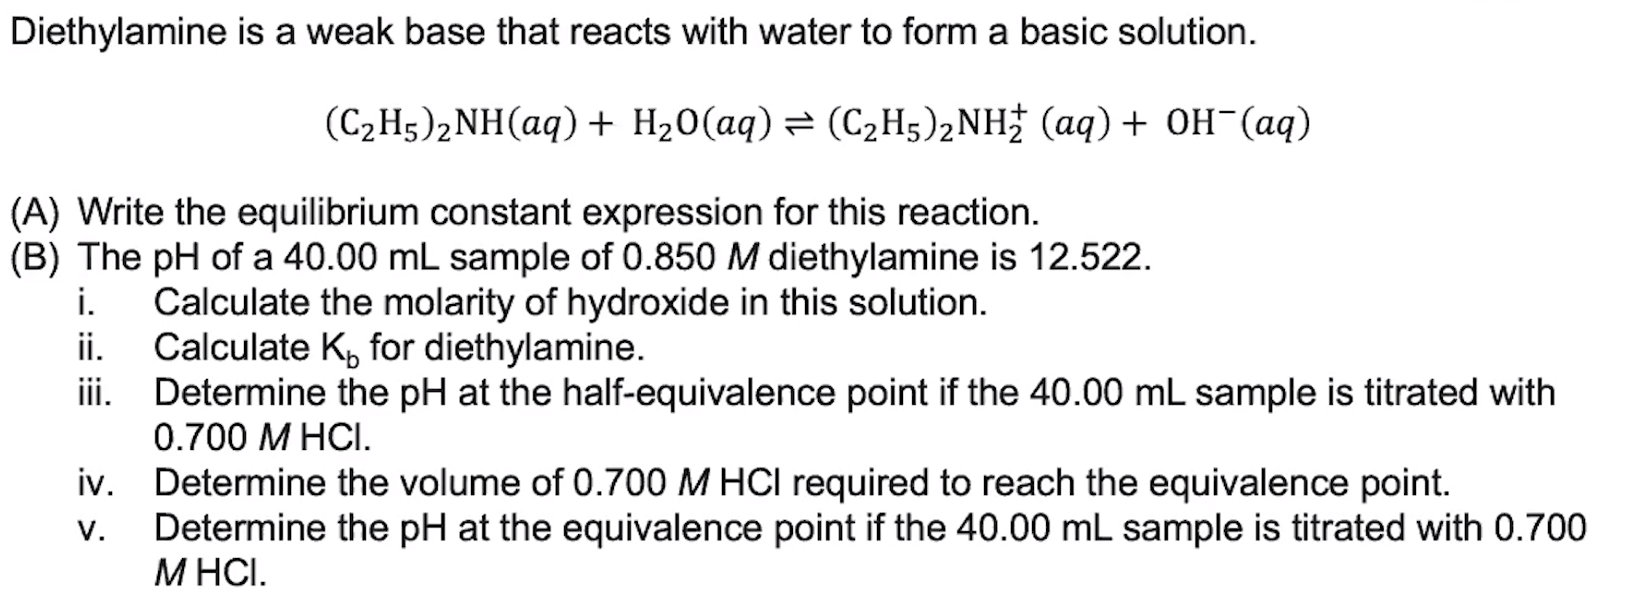 Diethylamine is a weak base that reacts with water to form a basic solution.
(C₂H₅)₂NH(aq) + H₂O(aq) ⇌ (C₂H₅)₂NH₂⁺ (aq) + OH⁻(aq)
(A) Write the equilibrium constant expression for this reaction.
(B) The pH of a 40.00 mL sample of 0.850 M diethylamine is 12.522.
i. Calculate the molarity of hydroxide in this solution.
ii. Calculate K_b for diethylamine.
iii. Determine the pH at the half-equivalence point if the 40.00 mL sample is titrated with
0.700 M HCl.
iv. Determine the volume of 0.700 M HCl required to reach the equivalence point.
v. Determine the pH at the equivalence point if the 40.00 mL sample is titrated with 0.700
M HCl.